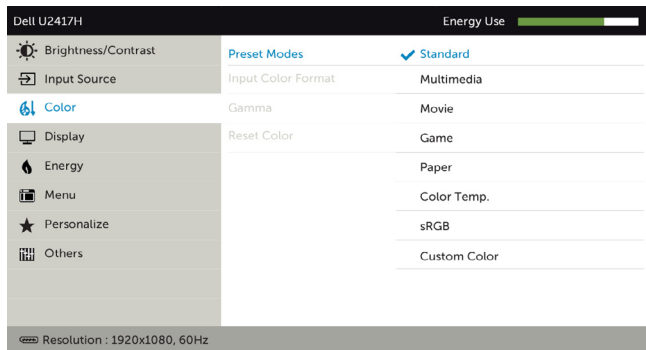 Dell U2417H Energy Use
Brightness/Contrast Preset Modes Standard
Input Source Input Color Format Multimedia
Color Gamma Movie
Display Reset Color Game
Energy Paper
Menu Color Temp.
Personalize sRGB
Others Custom Color
Resolution : 1920x1080, 60Hz